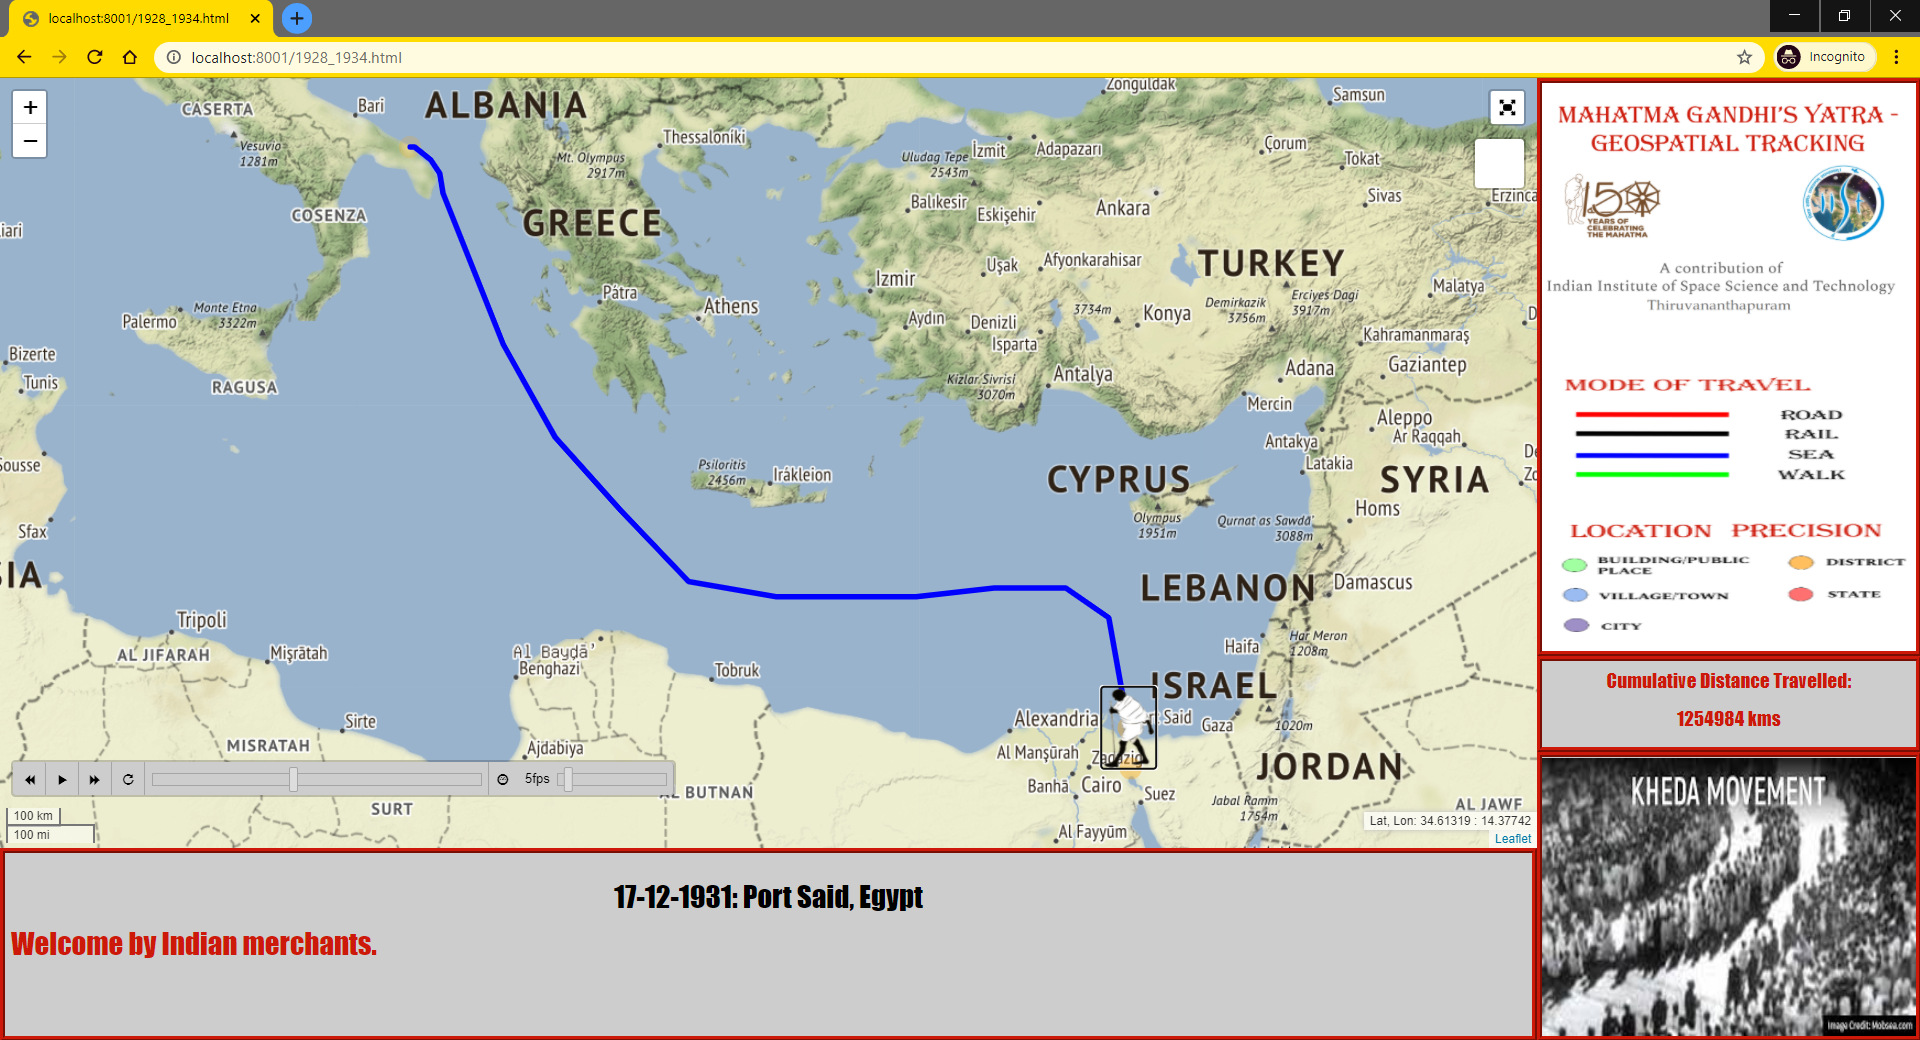 localhost:8001/1928_1934.html
localhost:8001/1928_1934.html
Incognito
+
−
CASERTA
Bari
ALBANIA
Zonguldak
Samsun
Vesuvio
1281m
Thessaloniki
Mt. Olympus
2917m
Uludag Tepe
2543m
İzmit
Adapazarı
Çorum
Tokat
Sivas
Erzinca
COSENZA
GREECE
Balıkesir
Eskişehir
Ankara
iari
TURKEY
Uşak
Afyonkarahisar
Izmir
Malatya
Monte Etna
3322m
Palermo
Pátra
Athens
3734m
Konya
Demirkazik
3756m
Erciyeş Dagi
3917m
Aydın
Denizli
Isparta
Kahramanmaraş
Bizerte
Tunis
RAGUSA
Kizlar Sivrisi
3070m
Antalya
Adana
Gaziantep
Mercin
Aleppo
Ar Raqqah
Antakya
Sousse
Psiloritis
2456m
Irákleion
CYPRUS
Latakia
SYRIA
De
Zo
Sfax
Olympus
1951m
Qurnat as Sawdā'
3088m
Homs
SIA
LEBANON
Damascus
Tripoli
AL JIFARAH
Mişrātah
Al Bayḑā’
Benghazi
Tobruk
Haifa
Har Meron
1208m
ISRAEL
Alexandria
Said
Gaza
1020m
Sirte
MISRATAH
Ajdabiya
Al Manşūrah
Zagazig
JORDAN
Banhā
Cairo
Suez
5fps
AL BUTNAN
SURT
Jabal Ramm
1754m
AL JAWF
Al Fayyūm
100 km
100 mi
Lat, Lon: 34.61319 : 14.37742
Leaflet
17-12-1931: Port Said, Egypt
Welcome by Indian merchants.
MAHATMA GANDHI'S YATRA -
GEOSPATIAL TRACKING
150
YEARS OF
CELEBRATING
THE MAHATMA
A contribution of
Indian Institute of Space Science and Technology
Thiruvananthapuram
MODE OF TRAVEL
ROAD
RAIL
SEA
WALK
LOCATION PRECISION
BUILDING/PUBLIC
PLACE
DISTRICT
VILLAGE/TOWN
STATE
CITY
Cumulative Distance Travelled:
1254984 kms
KHEDA MOVEMENT
Image Credit: Mobsea.com